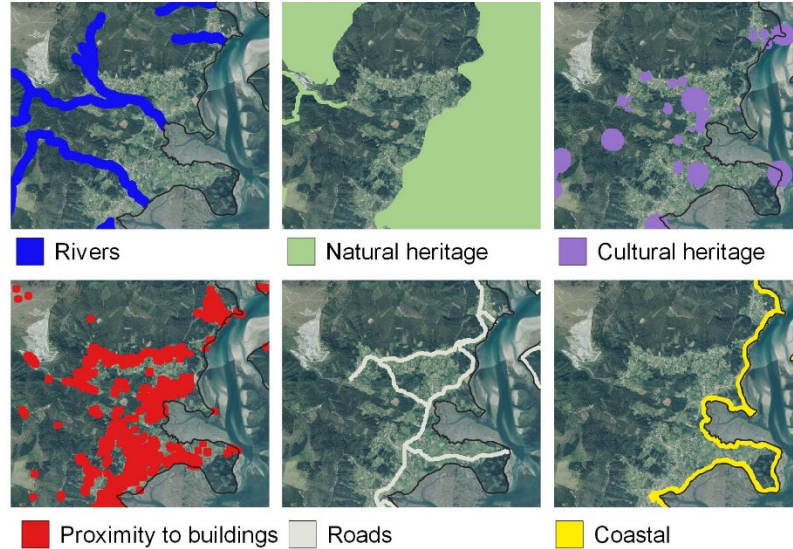 Rivers
Natural heritage
Cultural heritage
Proximity to buildings
Roads
Coastal